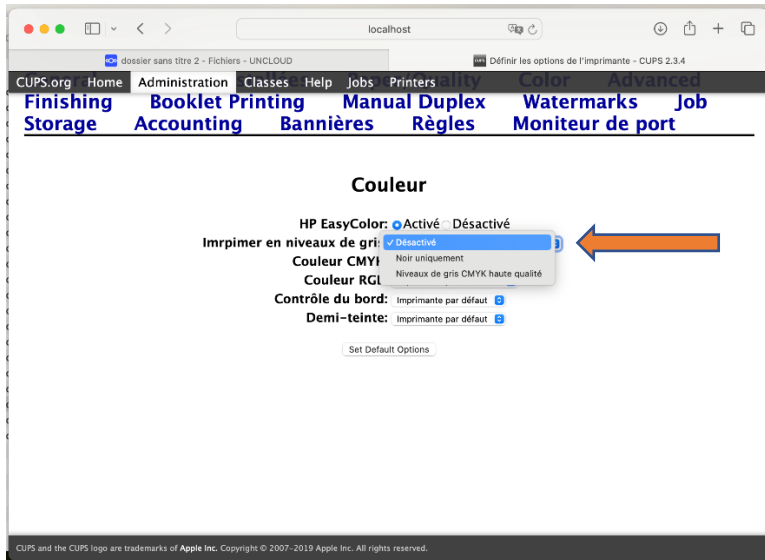 localhost
dossier sans titre 2 - Fichiers - UNCLOUD
Définir les options de l'imprimante - CUPS 2.3.4
CUPS.org Home Administration Classes Help Jobs Printers
Color Advanced
Finishing Booklet Printing Manual Duplex Watermarks Job
Storage Accounting Bannières Règles Moniteur de port
Couleur
HP EasyColor: Activé Désactivé
Imrpimer en niveaux de gris
✓ Désactivé
Noir uniquement
Niveaux de gris CMYK haute qualité
Couleur CMYK
Couleur RGB
Contrôle du bord: Imprimante par défaut
Demi-teinte: Imprimante par défaut
Set Default Options
CUPS and the CUPS logo are trademarks of Apple Inc. Copyright © 2007-2019 Apple Inc. All rights reserved.